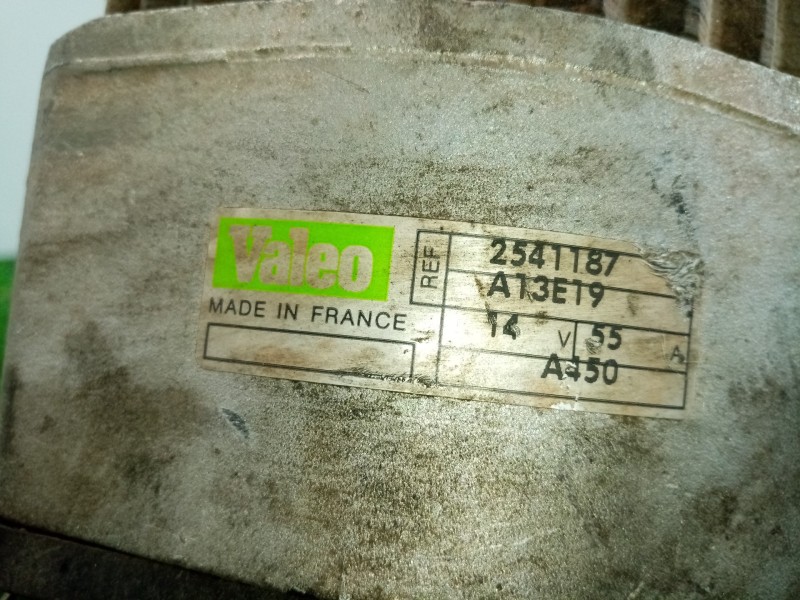 Valeo
MADE IN FRANCE
REF
2541187
A13E19
14 V 55 A
A450